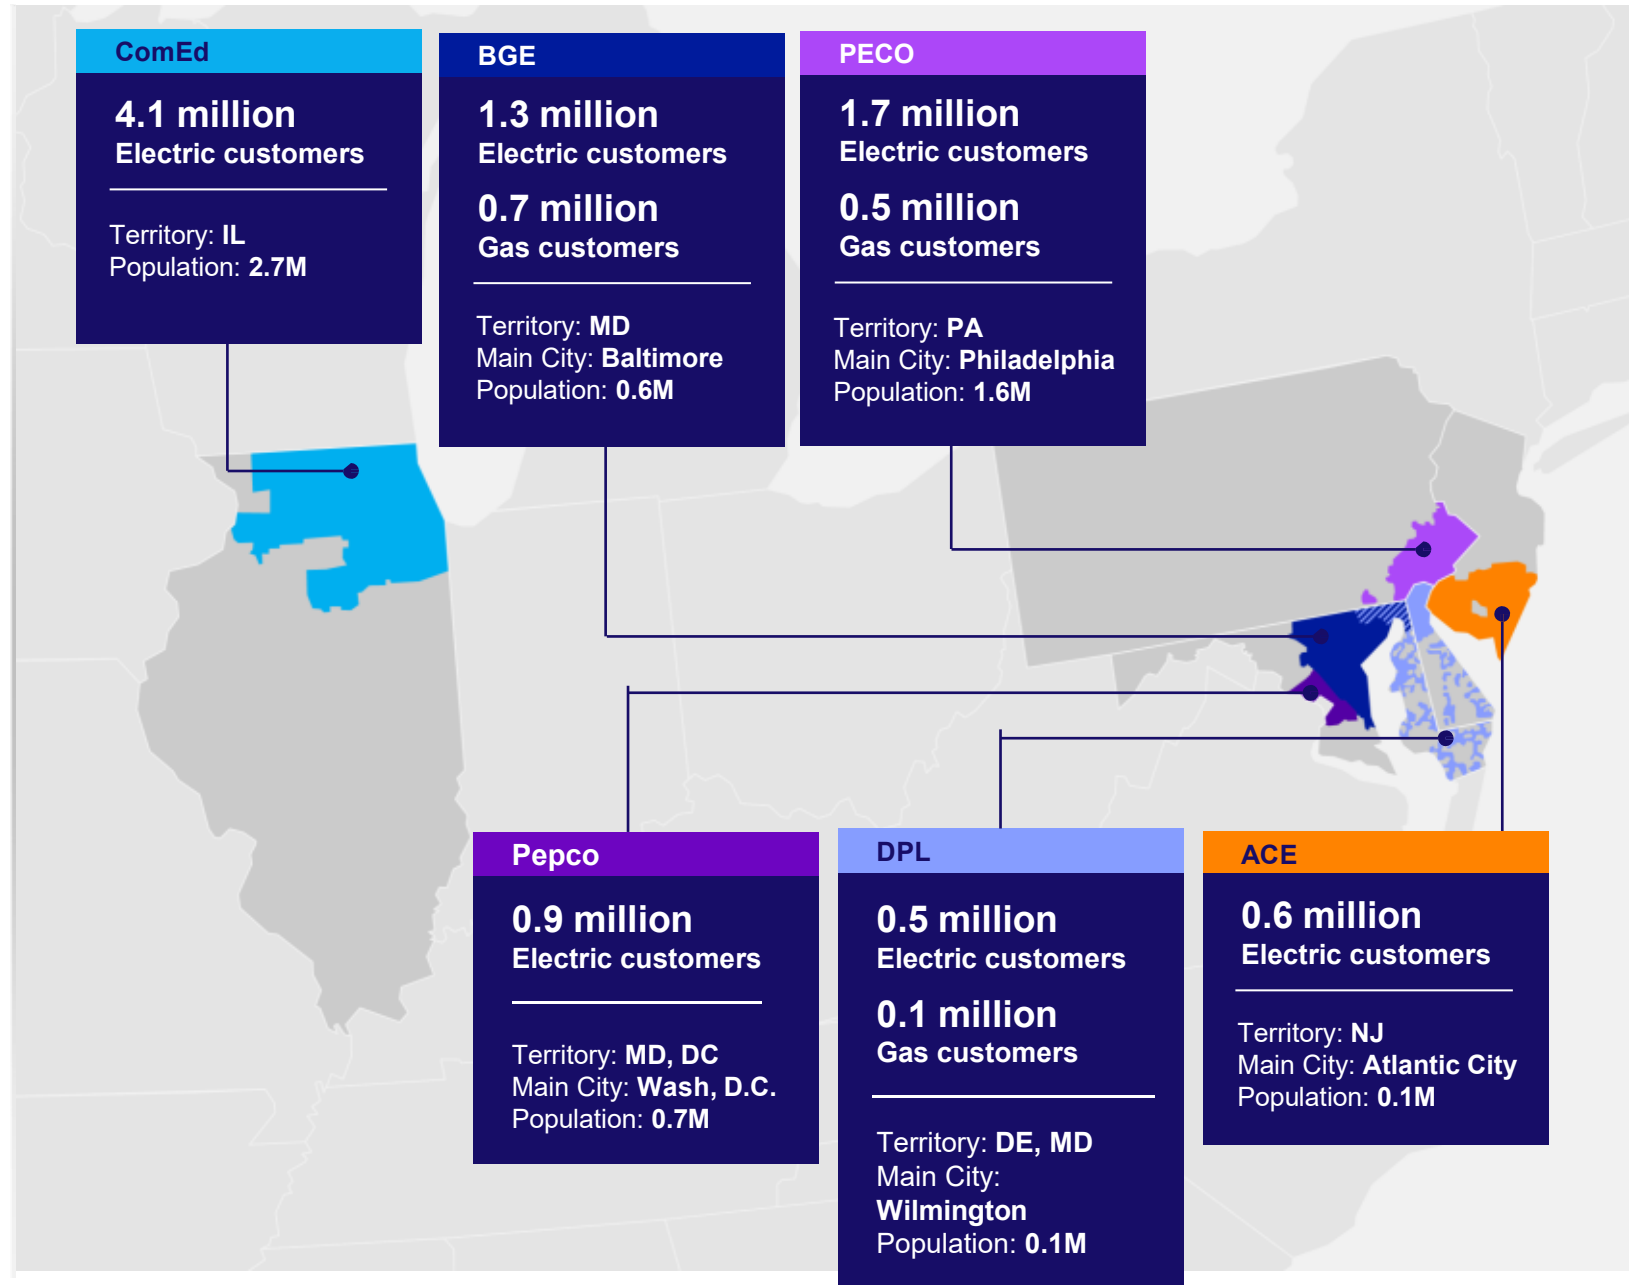 ComEd
4.1 million
Electric customers
Territory: IL
Population: 2.7M
BGE
1.3 million
Electric customers
0.7 million
Gas customers
Territory: MD
Main City: Baltimore
Population: 0.6M
PECO
1.7 million
Electric customers
0.5 million
Gas customers
Territory: PA
Main City: Philadelphia
Population: 1.6M
Pepco
0.9 million
Electric customers
Territory: MD, DC
Main City: Wash, D.C.
Population: 0.7M
DPL
0.5 million
Electric customers
0.1 million
Gas customers
Territory: DE, MD
Main City:
Wilmington
Population: 0.1M
ACE
0.6 million
Electric customers
Territory: NJ
Main City: Atlantic City
Population: 0.1M